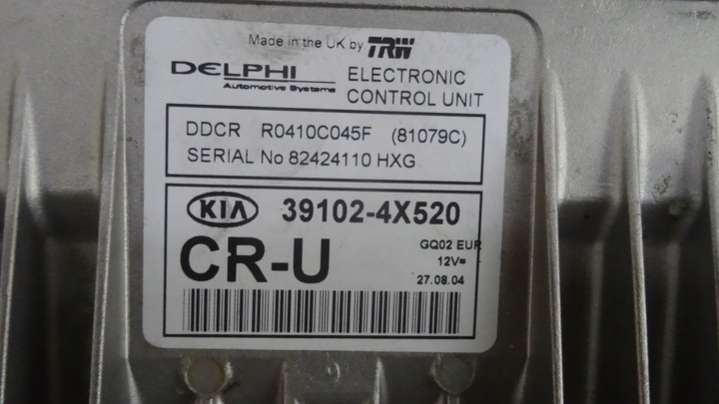 Made in the UK by TRW
DELPHI
Automotive Systems
ELECTRONIC
CONTROL UNIT
DDCR R0410C045F (81079C)
SERIAL No 82424110 HXG
KIA 39102-4X520
CR-U
GQ02 EUR
12V=
27.08.04